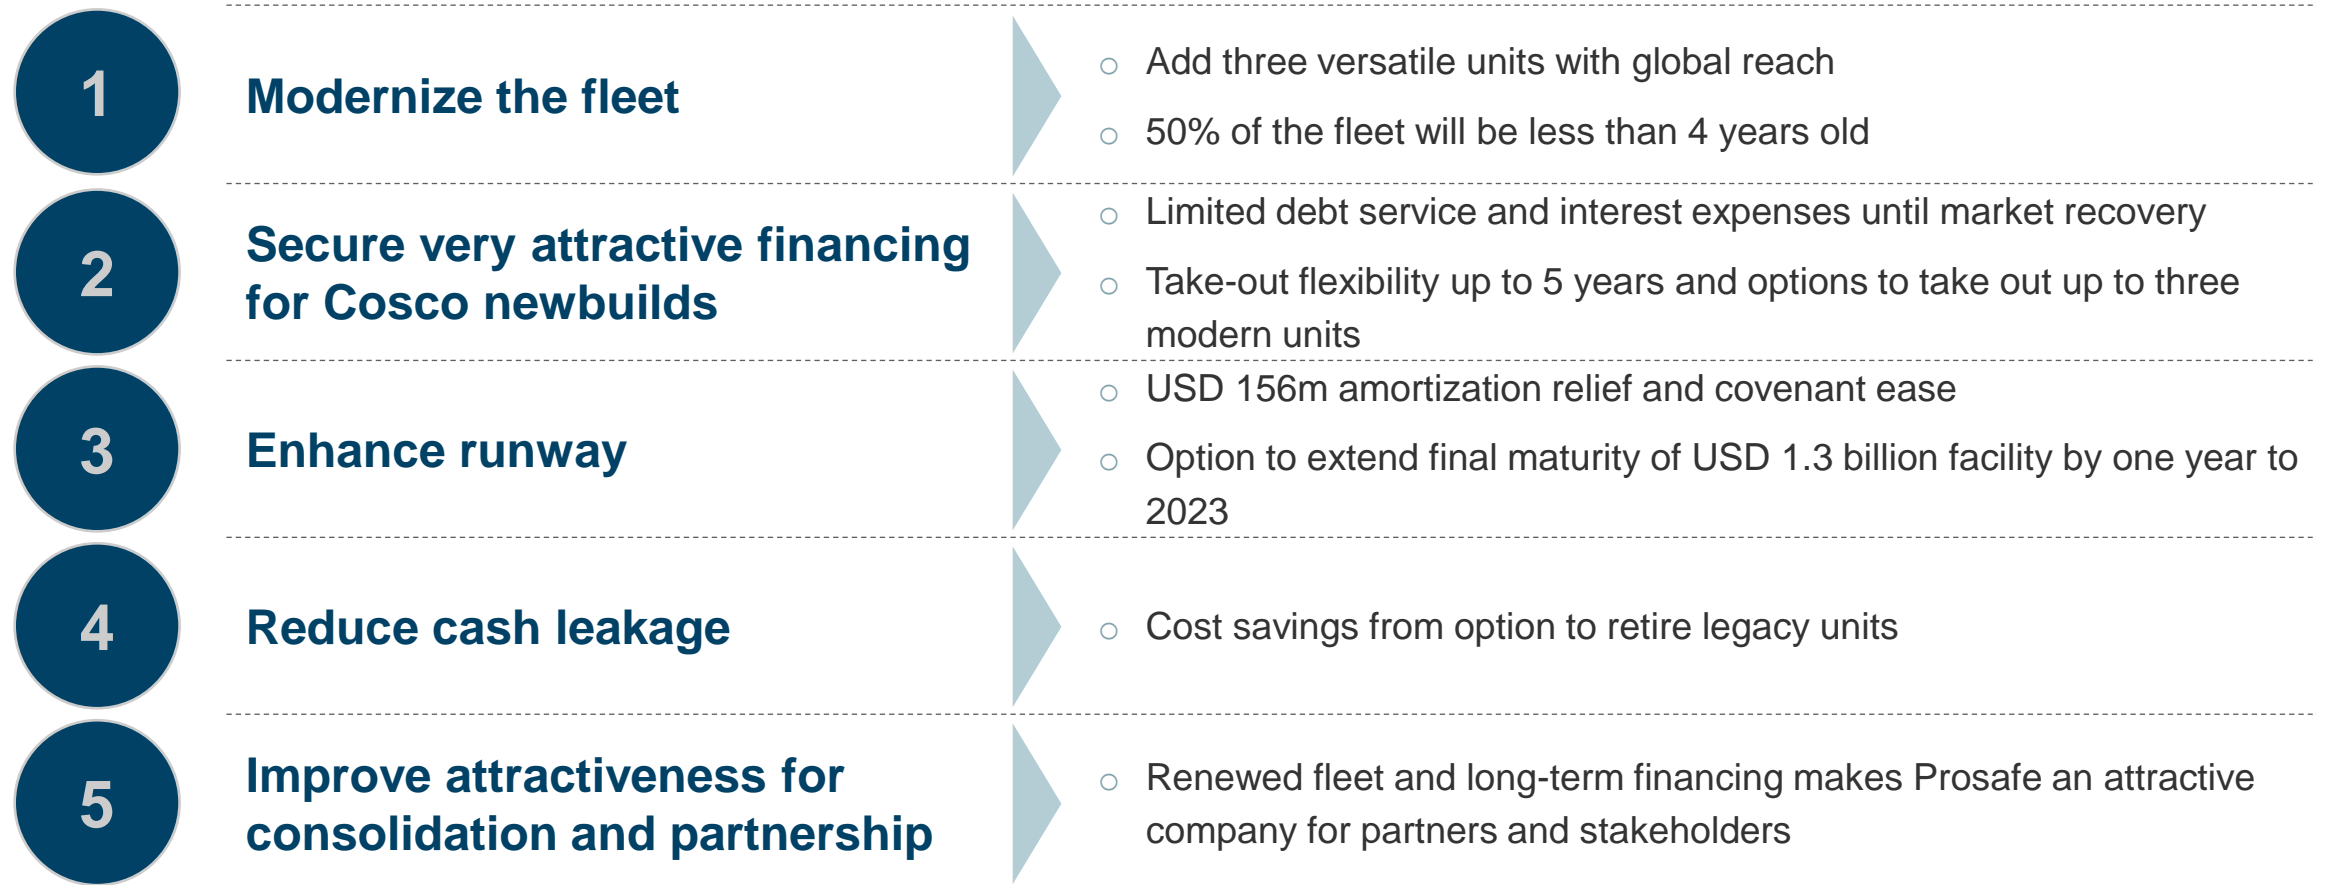 1
Modernize the fleet
○ Add three versatile units with global reach
○ 50% of the fleet will be less than 4 years old
2
Secure very attractive financing
for Cosco newbuilds
○ Limited debt service and interest expenses until market recovery
○ Take-out flexibility up to 5 years and options to take out up to three
modern units
3
Enhance runway
○ USD 156m amortization relief and covenant ease
○ Option to extend final maturity of USD 1.3 billion facility by one year to
2023
4
Reduce cash leakage
○ Cost savings from option to retire legacy units
5
Improve attractiveness for
consolidation and partnership
○ Renewed fleet and long-term financing makes Prosafe an attractive
company for partners and stakeholders